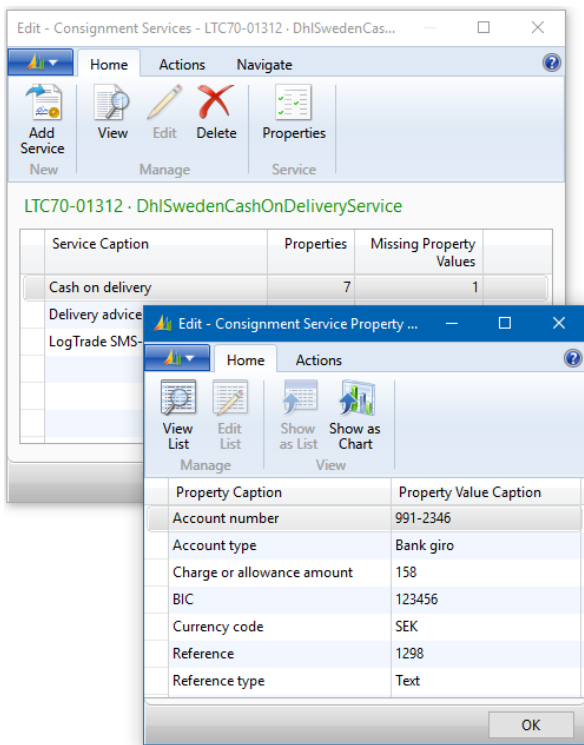 Edit - Consignment Services - LTC70-01312 · DhlSwedenCas...
Home Actions Navigate
Add Service
View
Edit
Delete
Properties
New
Manage
Service
LTC70-01312 · DhlSwedenCashOnDeliveryService
Service Caption Properties Missing Property Values
Cash on delivery 7 1
Delivery advice
LogTrade SMS-
Edit - Consignment Service Property ...
Home Actions
View List
Edit List
Show as List
Show as Chart
Manage
View
Property Caption Property Value Caption
Account number 991-2346
Account type Bank giro
Charge or allowance amount 158
BIC 123456
Currency code SEK
Reference 1298
Reference type Text
OK